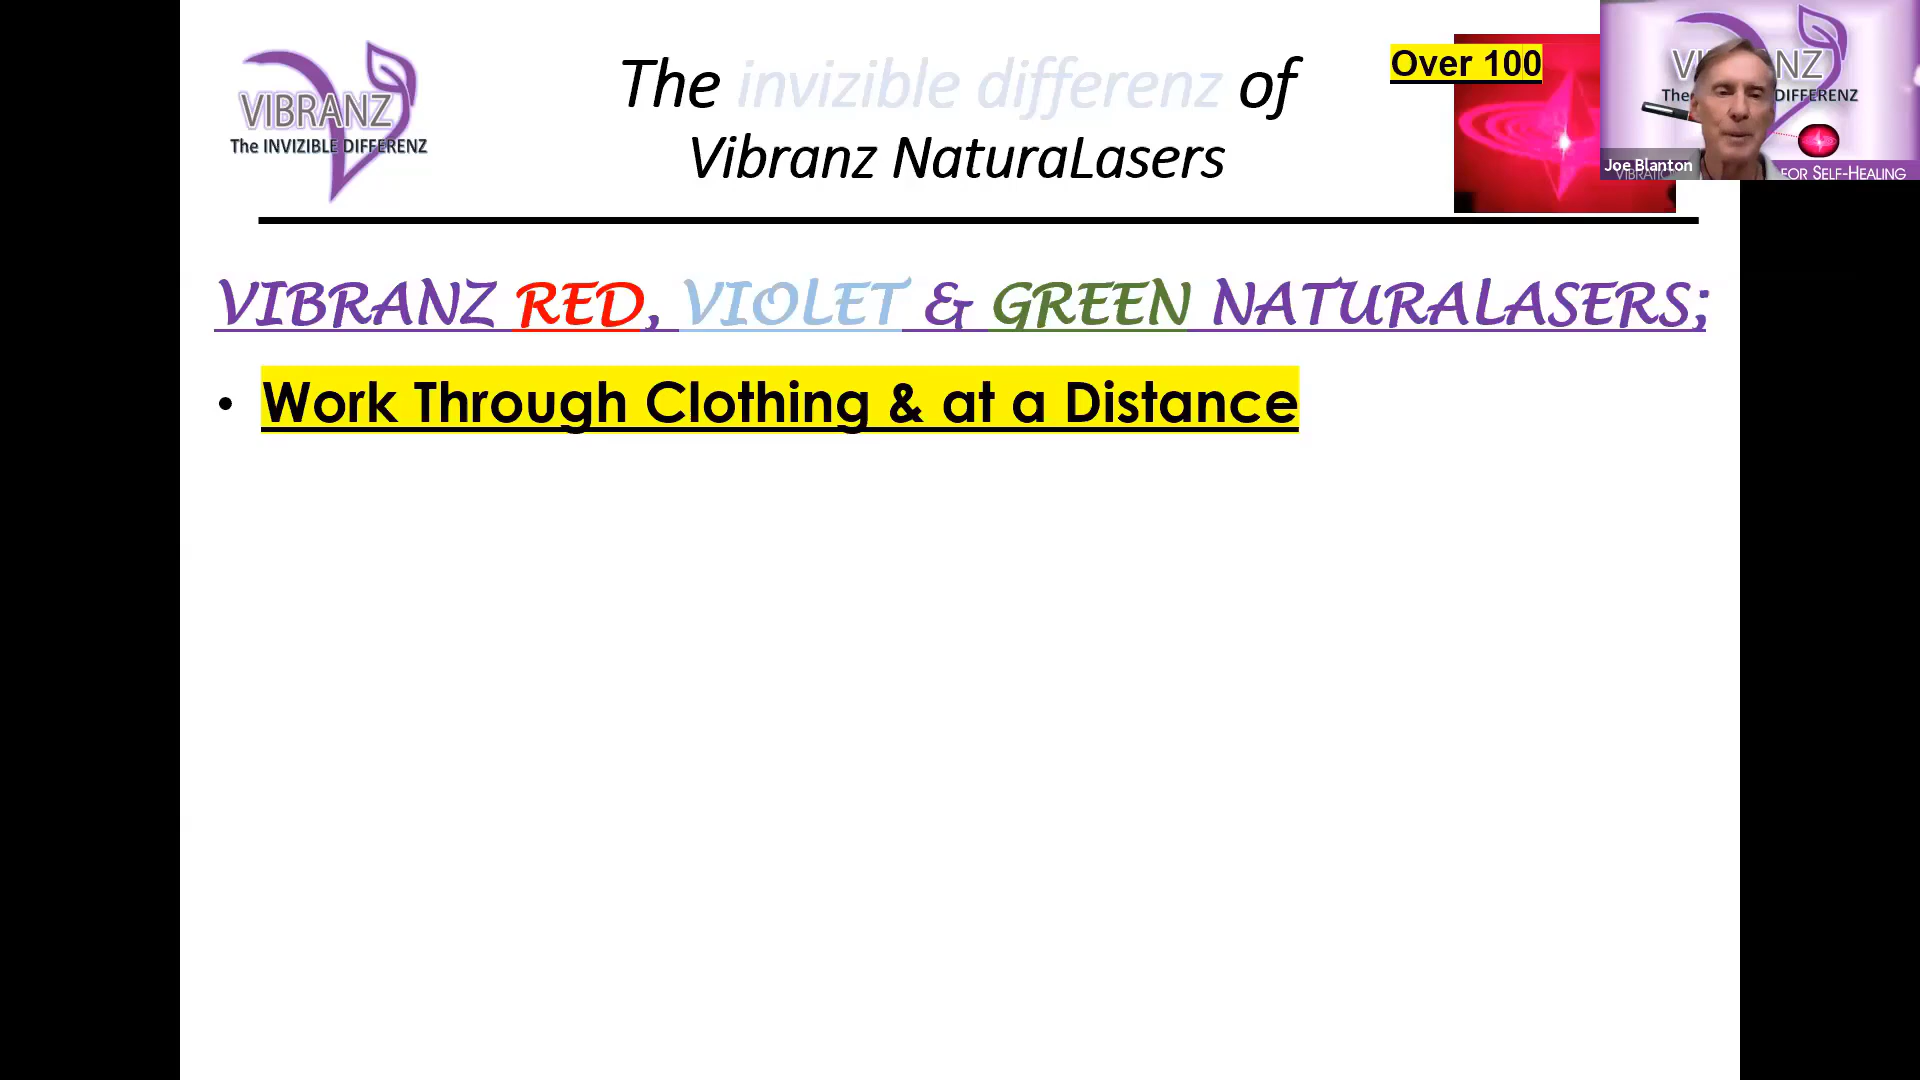 VIBRANZ
The INVIZIBLE DIFFERENZ
The invizible differenz of
Vibranz NaturaLasers
Over 100
Joe Blanton
DIFFERENZ
FOR SELF-HEALING
VIBRANZ RED, VIOLET & GREEN NATURALASERS;
• Work Through Clothing & at a Distance